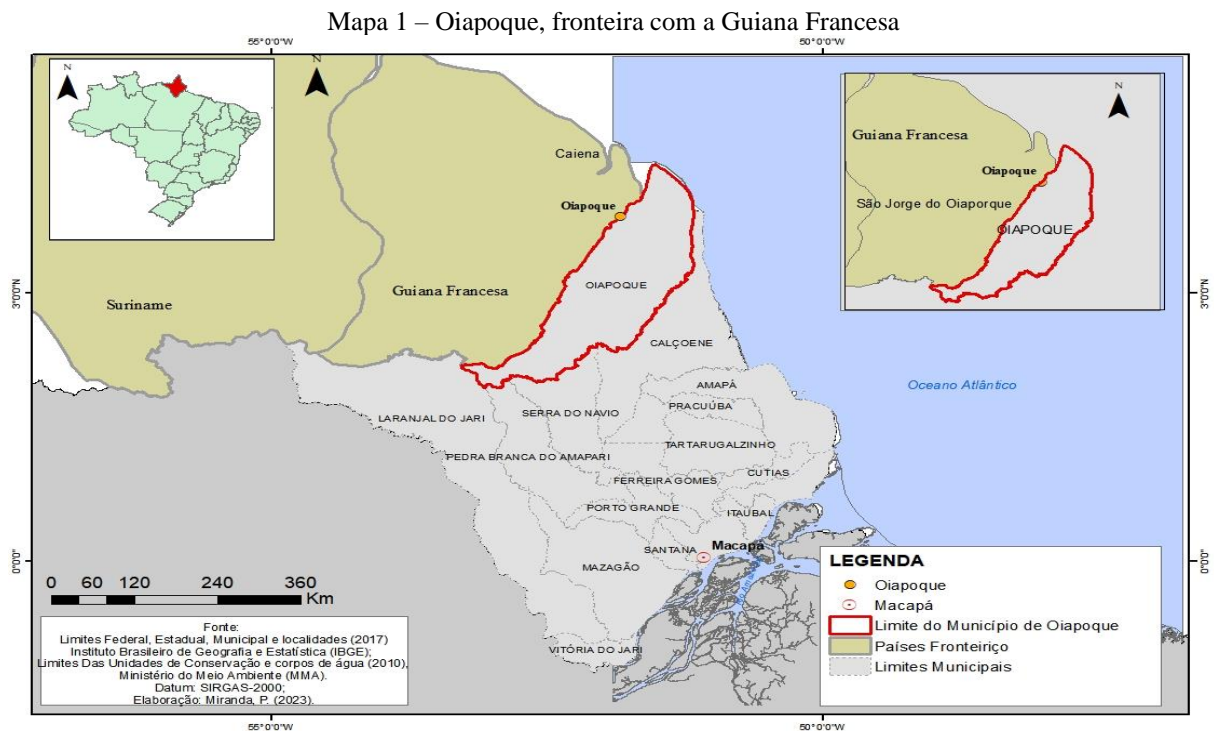 Mapa 1 – Oiapoque, fronteira com a Guiana Francesa
55°0'0"W
50°0'0"W
N
N
N
Guiana Francesa
Caiena
Oiapoque
Oiapoque
São Jorge do Oiaporque
OIAPOQUE
3°0'0"N
3°0'0"N
OIAPOQUE
Guiana Francesa
Suriname
CALÇOENE
Oceano Atlântico
AMAPÁ
PRACUÚBA
LARANJAL DO JARI
SERRA DO NAVIO
TARTARUGALZINHO
PEDRA BRANCA DO AMAPARI
CUTIAS
FERREIRA GOMES
PORTO GRANDE
ITAUBAL
SANTANA
Macapá
MAZAGÃO
0°0'0"
0°0'0"
VITÓRIA DO JARI
0 60 120 240 360
Km
Fonte:
Limites Federal, Estadual, Municipal e localidades (2017)
Instituto Brasileiro de Geografia e Estatística (IBGE);
Limites Das Unidades de Conservação e corpos de água (2010),
Ministério do Meio Ambiente (MMA).
Datum: SIRGAS-2000;
Elaboração: Miranda, P. (2023).
LEGENDA
Oiapoque
Macapá
Limite do Município de Oiapoque
Países Fronteiriço
Limites Municipais
55°0'0"W
50°0'0"W